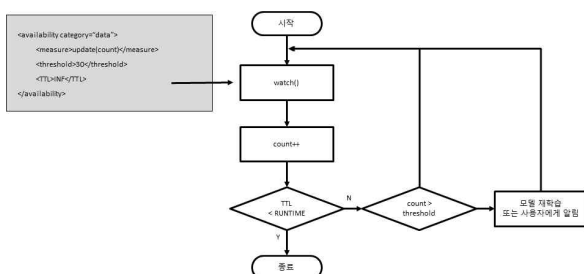 시작
<availability category="data">
<measure>update(count)</measure>
<threshold>30</threshold>
<TTL>INF</TTL>
</availability>
watch()
count++
TTL
< RUNTIME
N
count >
threshold
모델 재학습
또는 사용자에게 알림
Y
종료